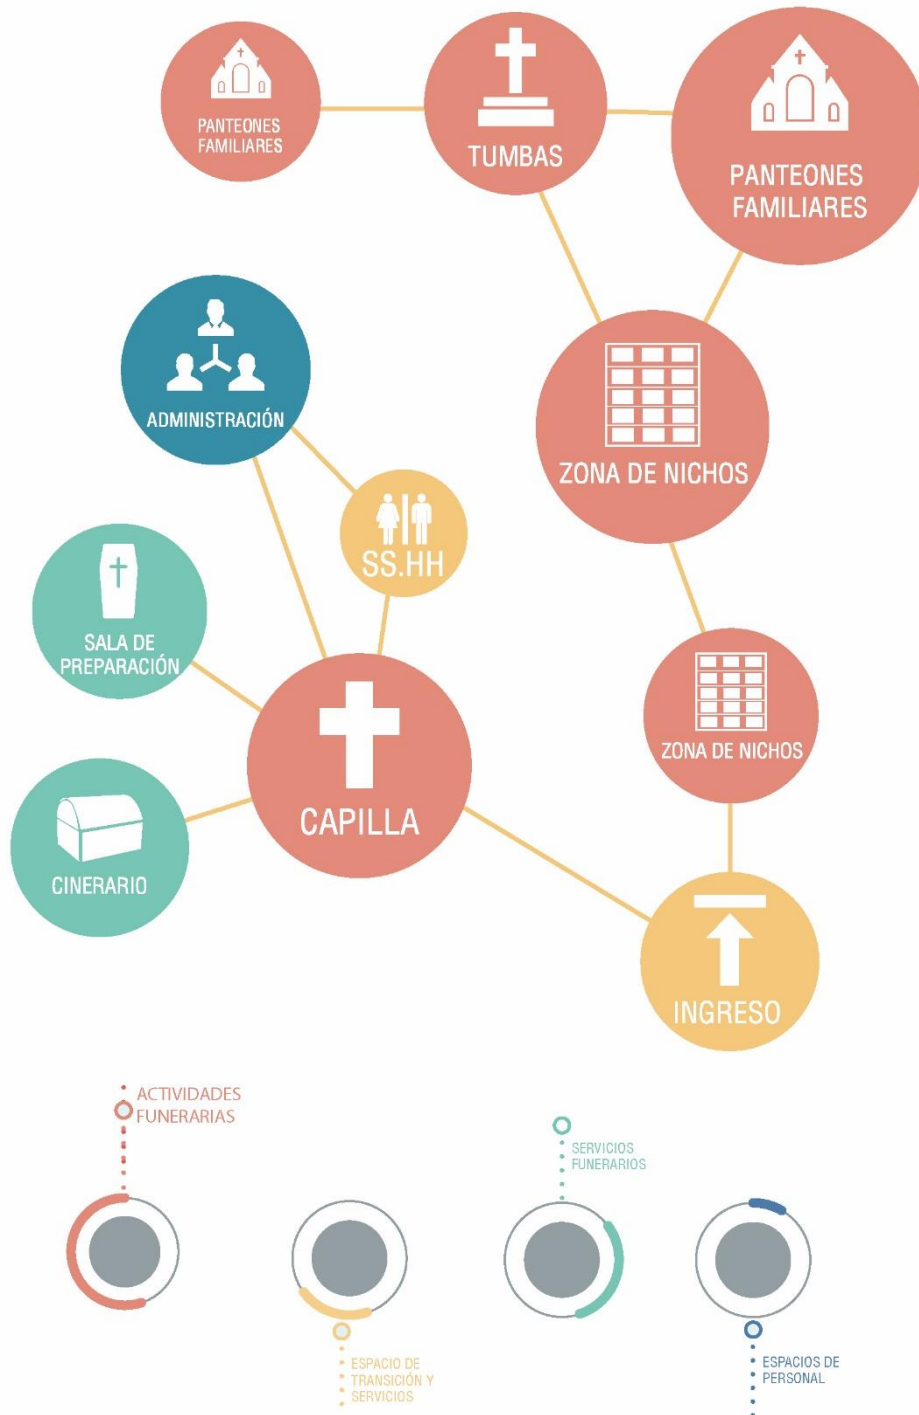 PANTEONES
FAMILIARES
TUMBAS
PANTEONES
FAMILIARES
ADMINISTRACIÓN
ZONA DE NICHOS
SS.HH
SALA DE
PREPARACIÓN
ZONA DE NICHOS
CAPILLA
CINERARIO
INGRESO
ACTIVIDADES
FUNERARIAS
SERVICIOS
FUNERARIOS
ESPACIO DE
TRANSICIÓN Y
SERVICIOS
ESPACIOS DE
PERSONAL